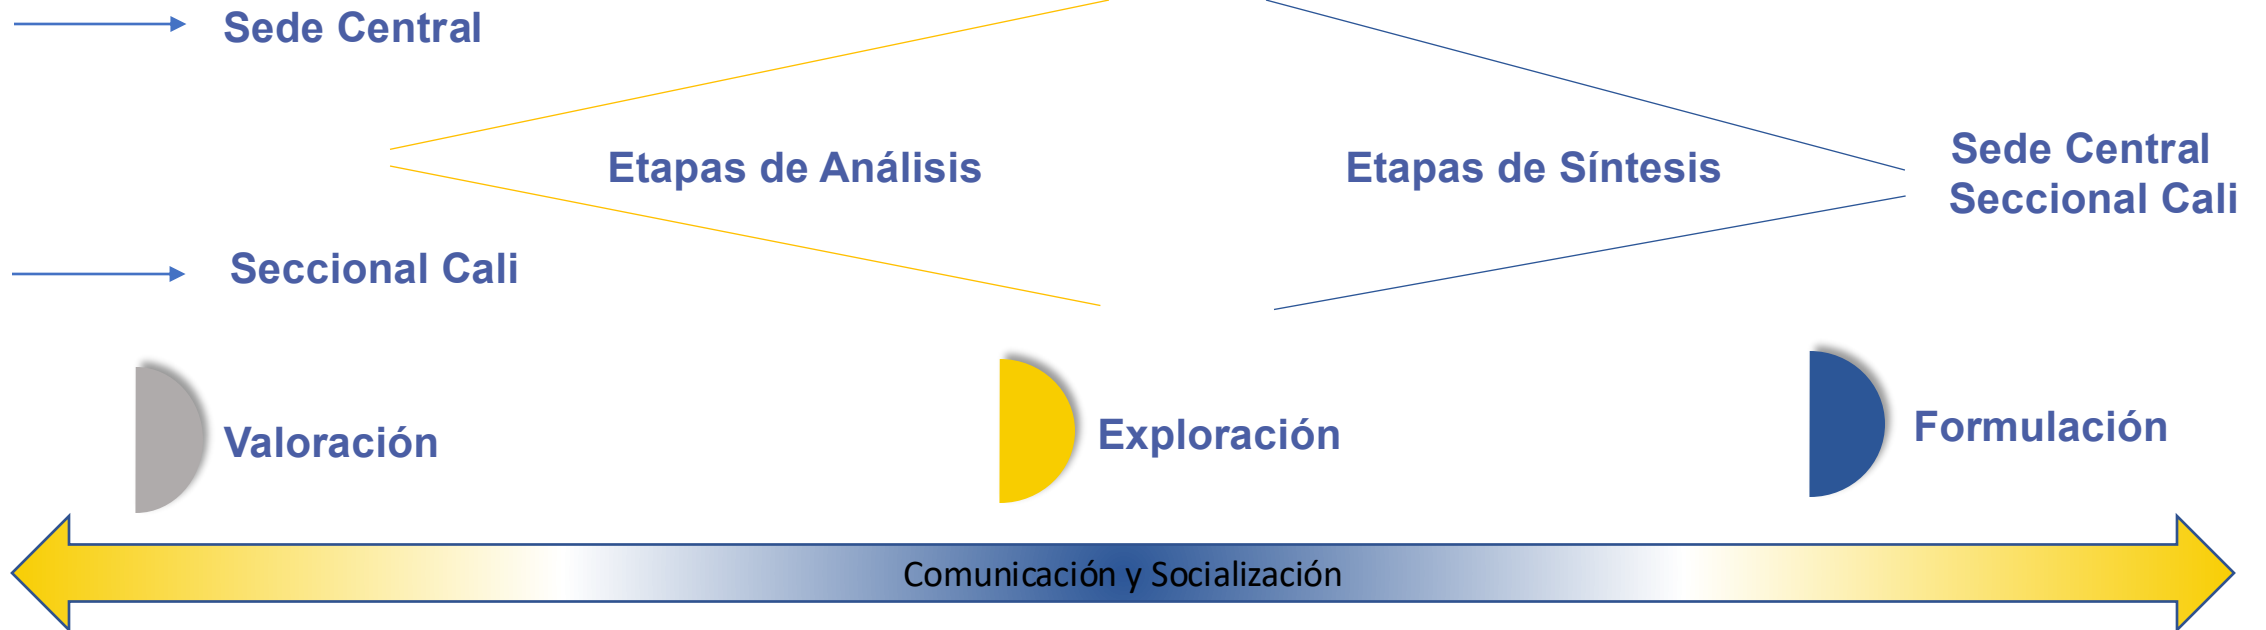 Sede Central
Etapas de Análisis
Etapas de Síntesis
Sede Central
Seccional Cali
Seccional Cali
Valoración
Exploración
Formulación
Comunicación y Socialización